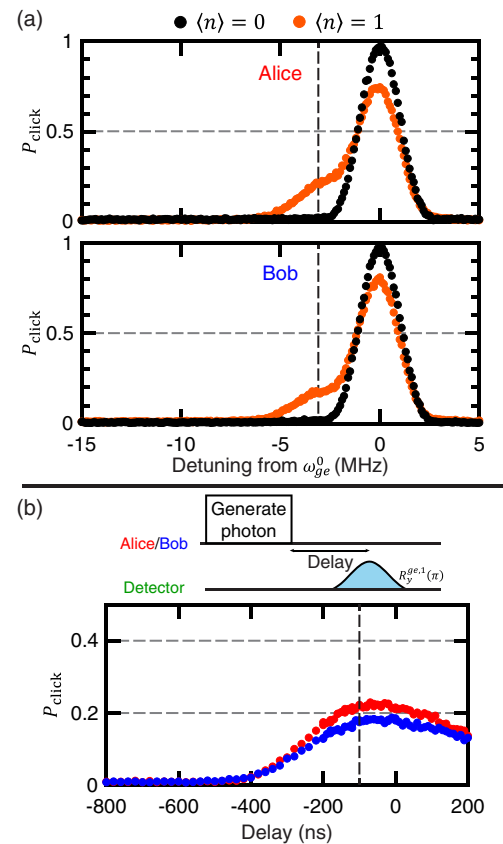 (a)
⟨n⟩ = 0 ⟨n⟩ = 1
1
Alice
P_click
0.5
0
1
Bob
P_click
0.5
0
-15 -10 -5 0 5
Detuning from ω_ge^0 (MHz)
(b)
Generate
photon
Alice/Bob
Delay
Detector
R_y^{ge,1}(π)
0.4
P_click
0.2
0
-800 -600 -400 -200 0 200
Delay (ns)